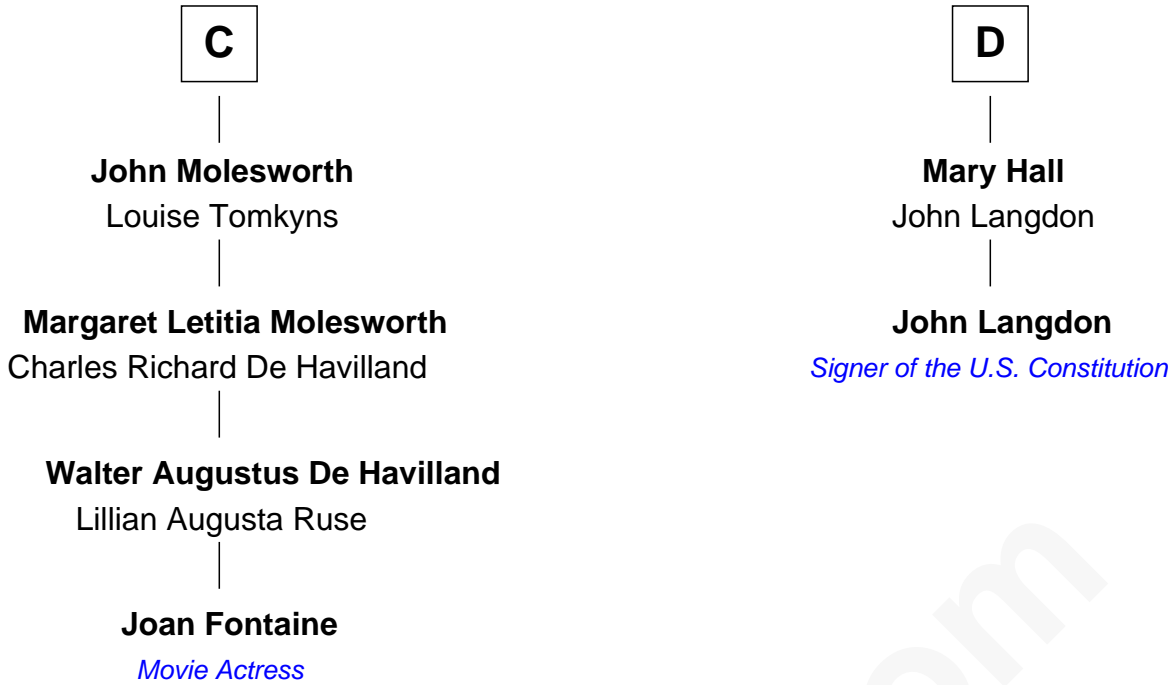 C
John Molesworth
Louise Tomkyns
Margaret Letitia Molesworth
Charles Richard De Havilland
Walter Augustus De Havilland
Lillian Augusta Ruse
Joan Fontaine
Movie Actress
D
Mary Hall
John Langdon
John Langdon
Signer of the U.S. Constitution
om